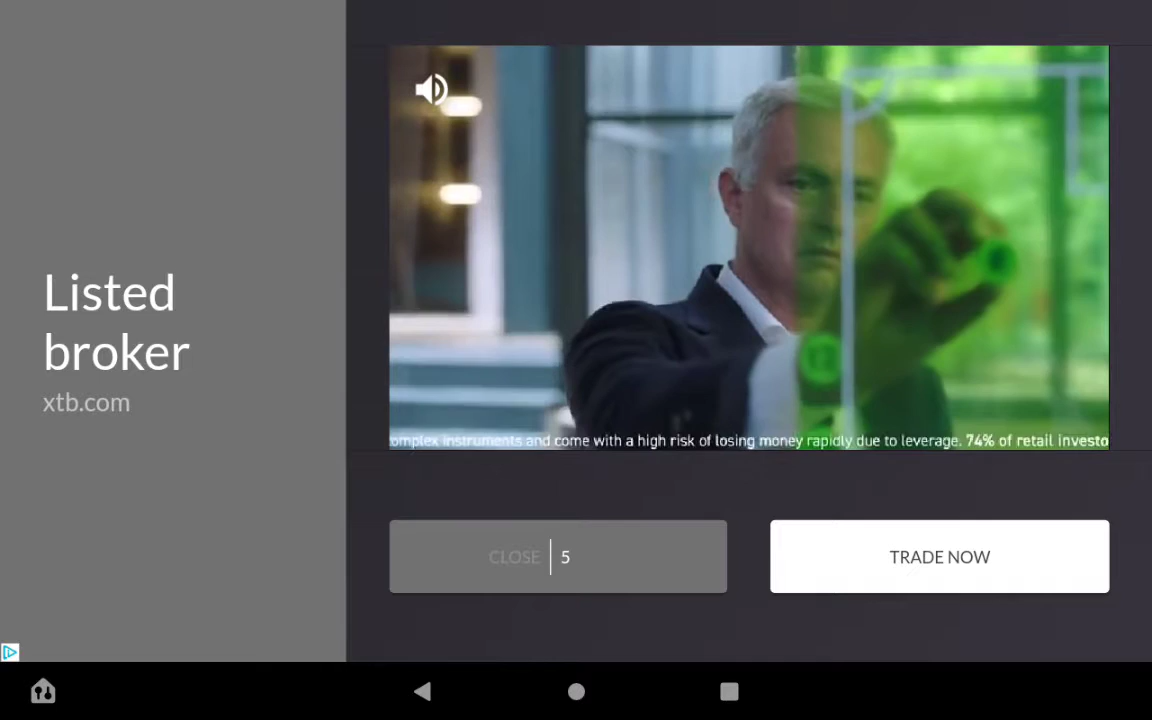 Listed
broker
xtb.com
omplex instruments and come with a high risk of losing money rapidly due to leverage. 74% of retail investo
CLOSE 5
TRADE NOW